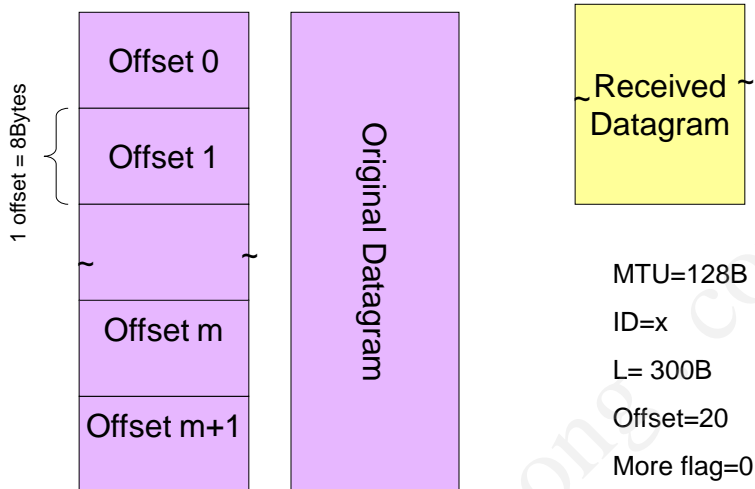 1 offset = 8Bytes
Offset 0
Offset 1
~ ~
Offset m
Offset m+1
Original Datagram
~Received~
Datagram
MTU=128B
ID=x
L= 300B
Offset=20
More flag=0